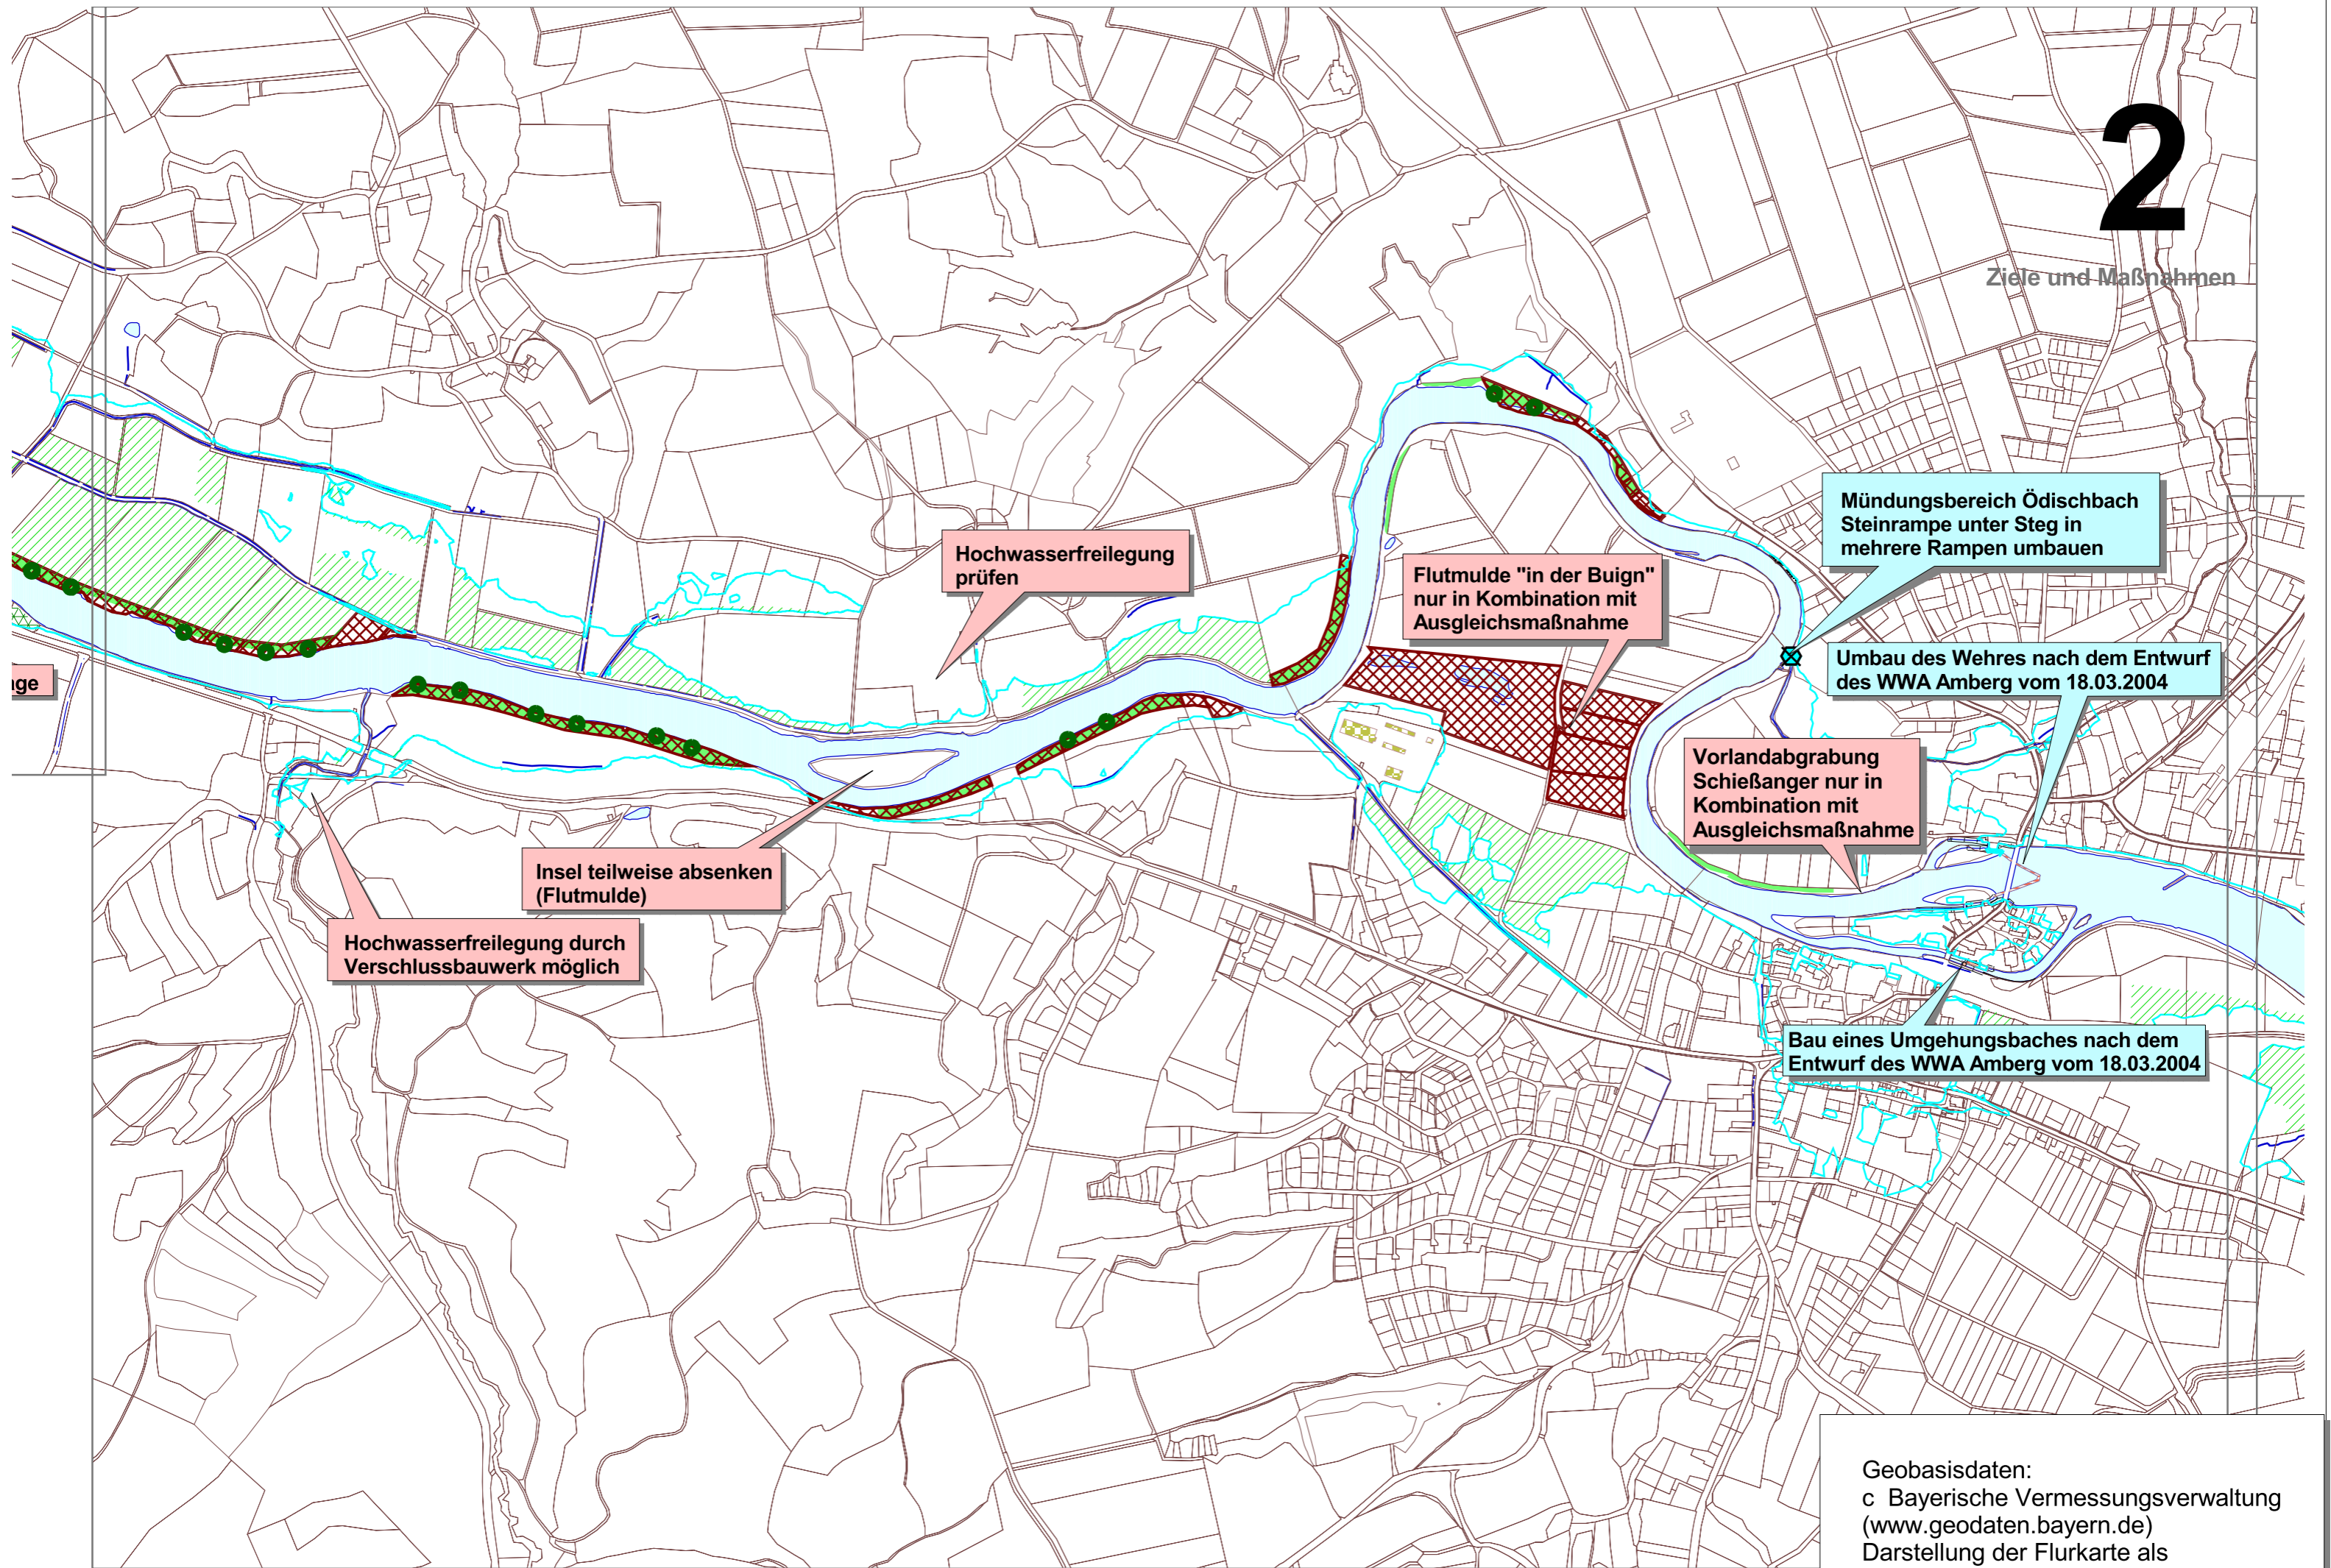 2
Ziele und Maßnahmen
Mündungsbereich Ödischbach
Steinrampe unter Steg in
mehrere Rampen umbauen
Hochwasserfreilegung
prüfen
Flutmulde "in der Buign"
nur in Kombination mit
Ausgleichsmaßnahme
Umbau des Wehres nach dem Entwurf
des WWA Amberg vom 18.03.2004
Vorlandabgrabung
Schießanger nur in
Kombination mit
Ausgleichsmaßnahme
Insel teilweise absenken
(Flutmulde)
Hochwasserfreilegung durch
Verschlussbauwerk möglich
Bau eines Umgehungsbaches nach dem
Entwurf des WWA Amberg vom 18.03.2004
Geobasisdaten:
c Bayerische Vermessungsverwaltung
(www.geodaten.bayern.de)
Darstellung der Flurkarte als